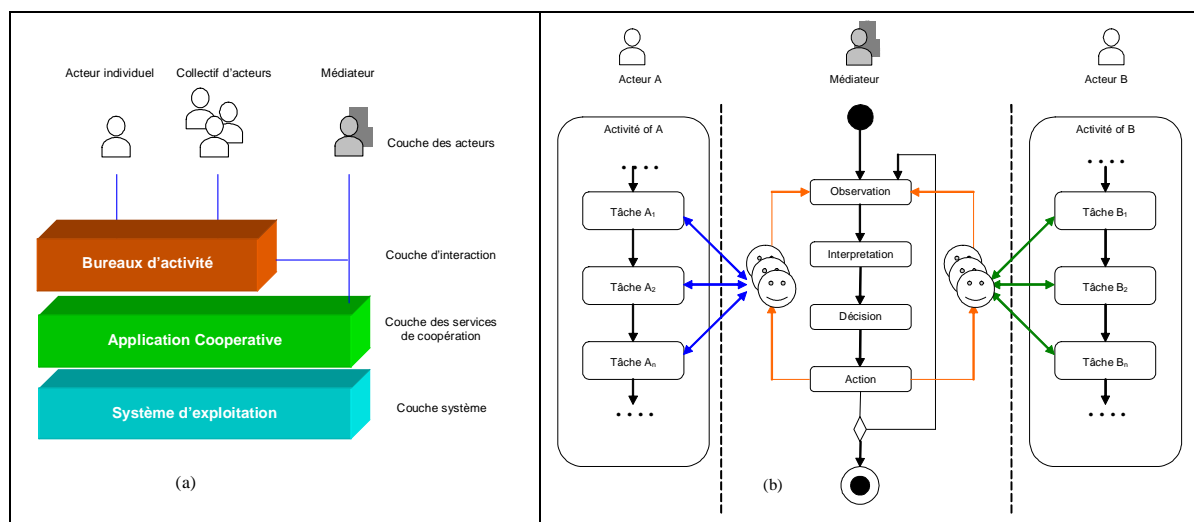 Acteur individuel
Collectif d'acteurs
Médiateur
Couche des acteurs
Bureaux d'activité
Couche d'interaction
Application Cooperative
Couche des services
de coopération
Système d'exploitation
Couche système
(a)
Acteur A
Médiateur
Acteur B
Activité of A
Activité of B
....
....
Observation
Tâche A1
Tâche B1
Interpretation
Tâche A2
Tâche B2
Décision
Tâche An
Tâche Bn
Action
....
....
(b)